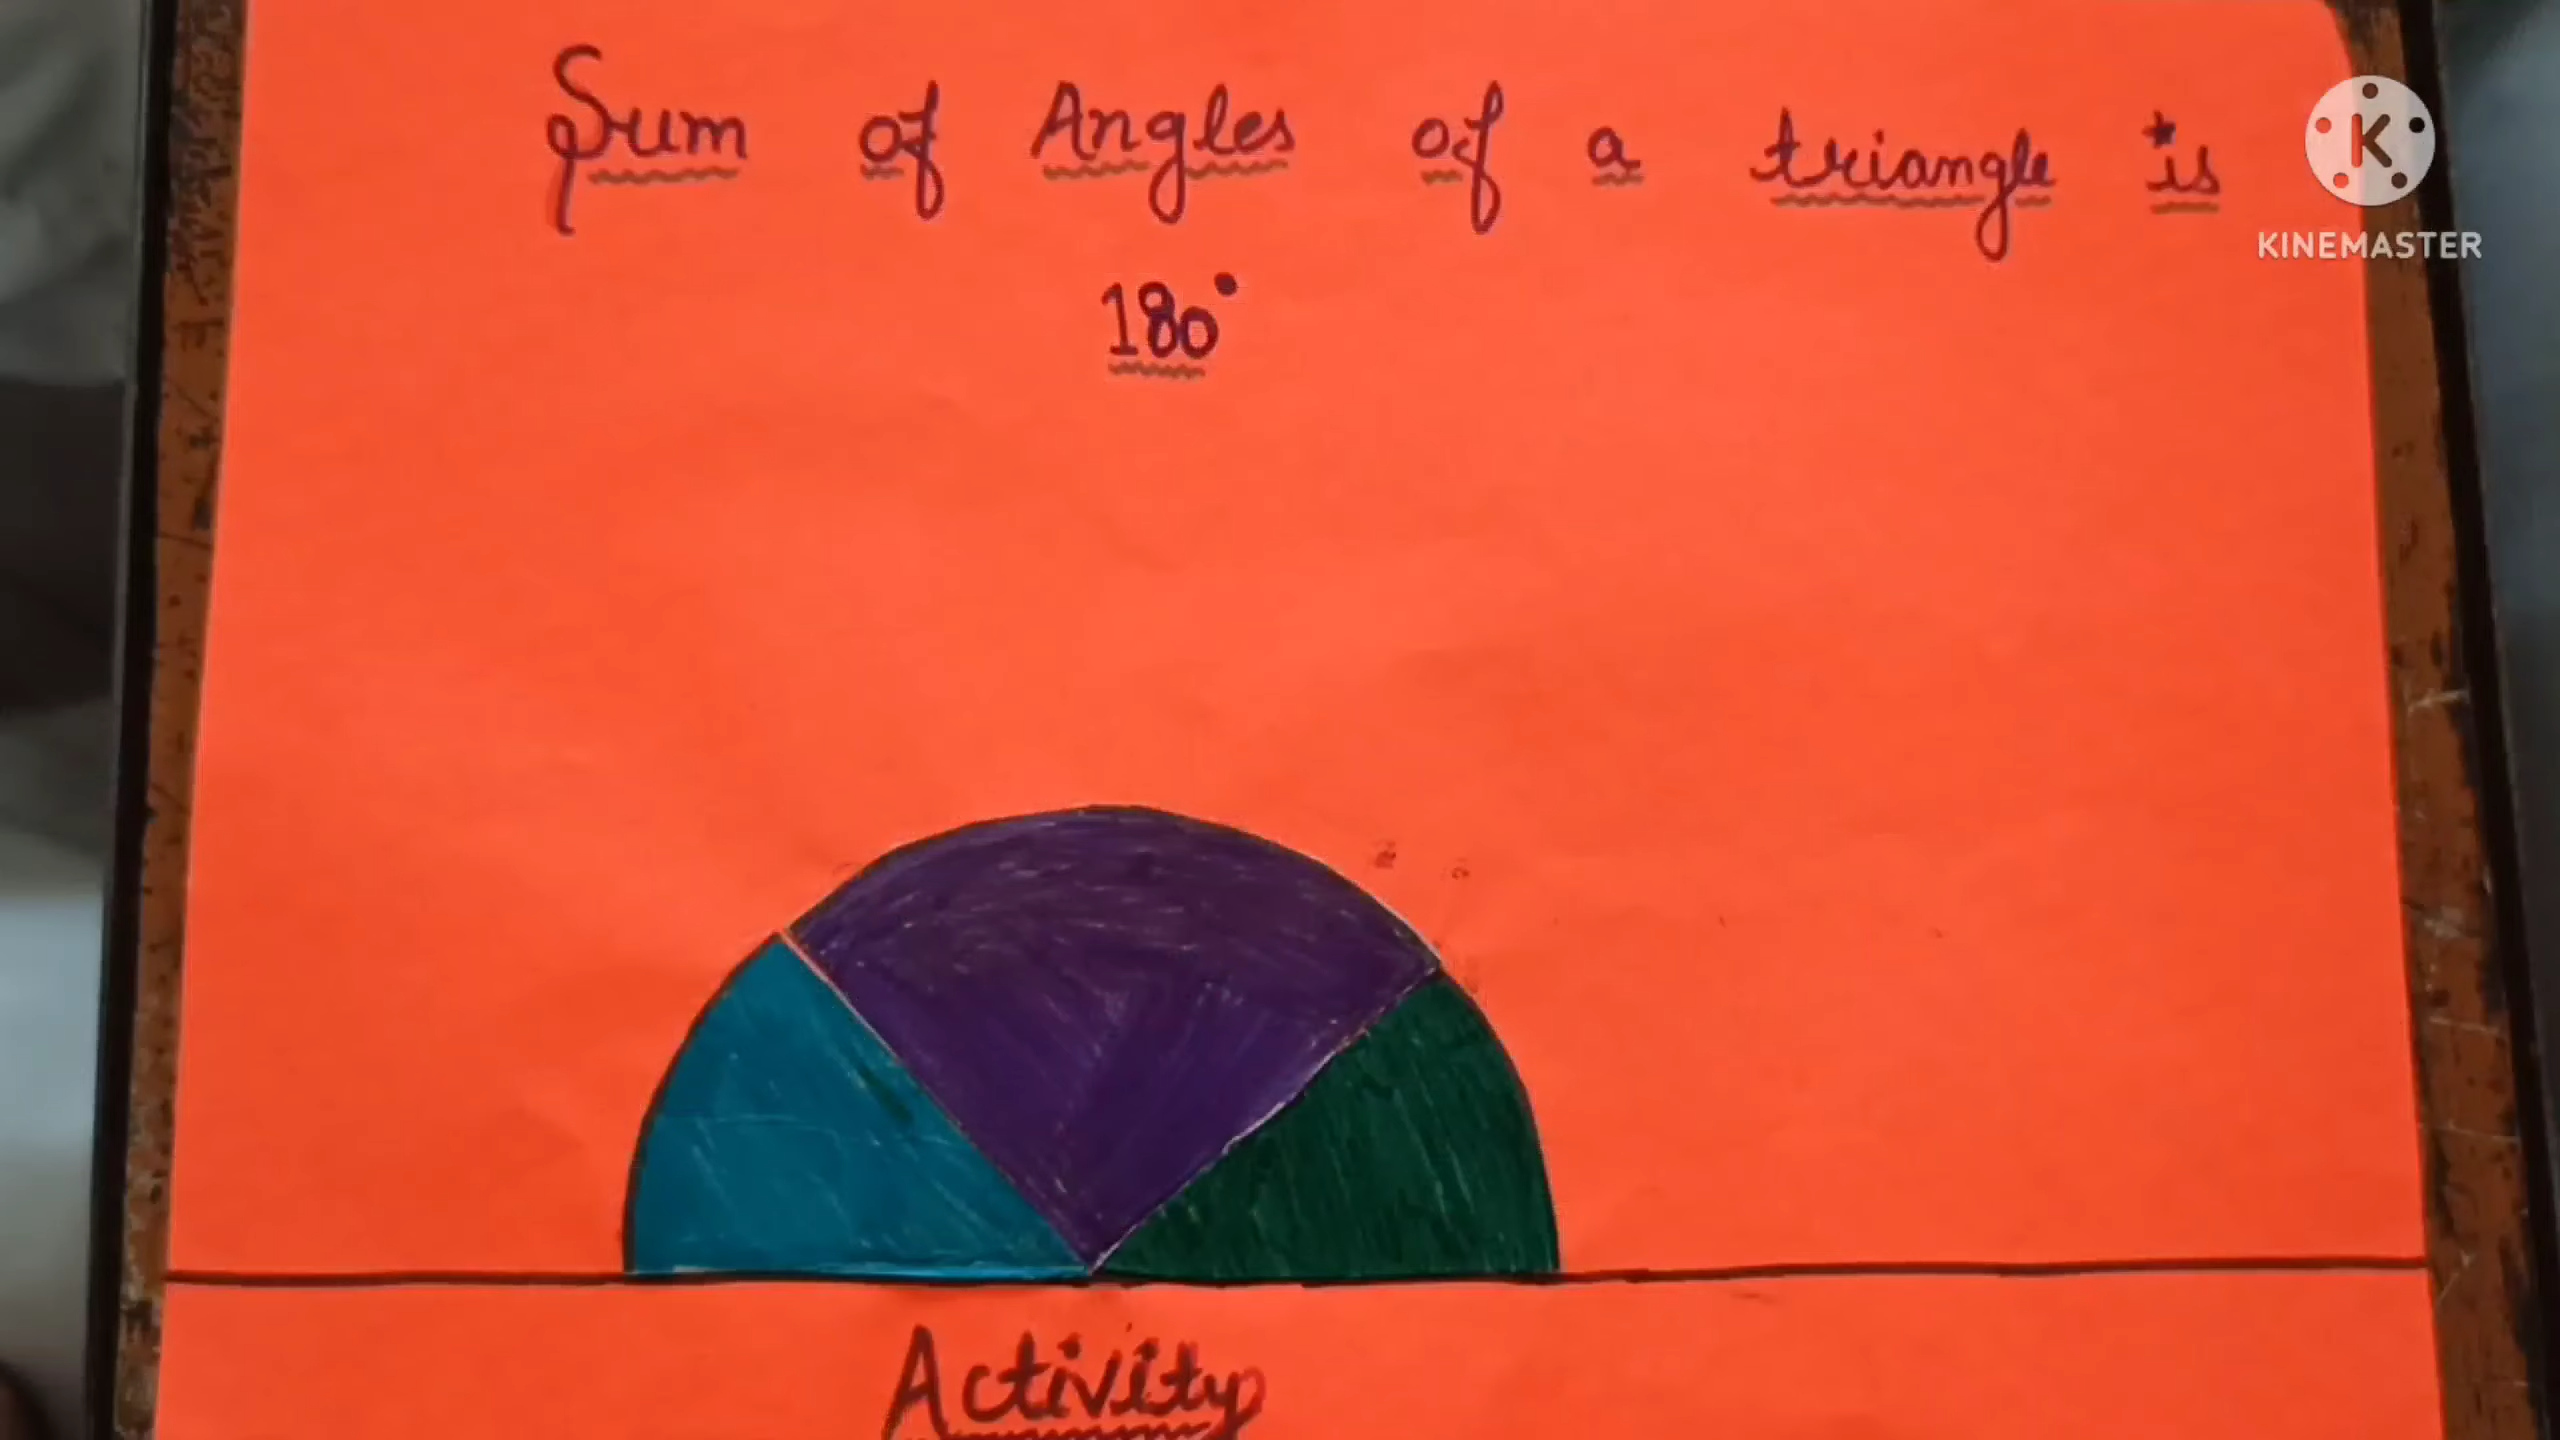 Sum of Angles of a triangle is
180°
K
KINEMASTER
Activity